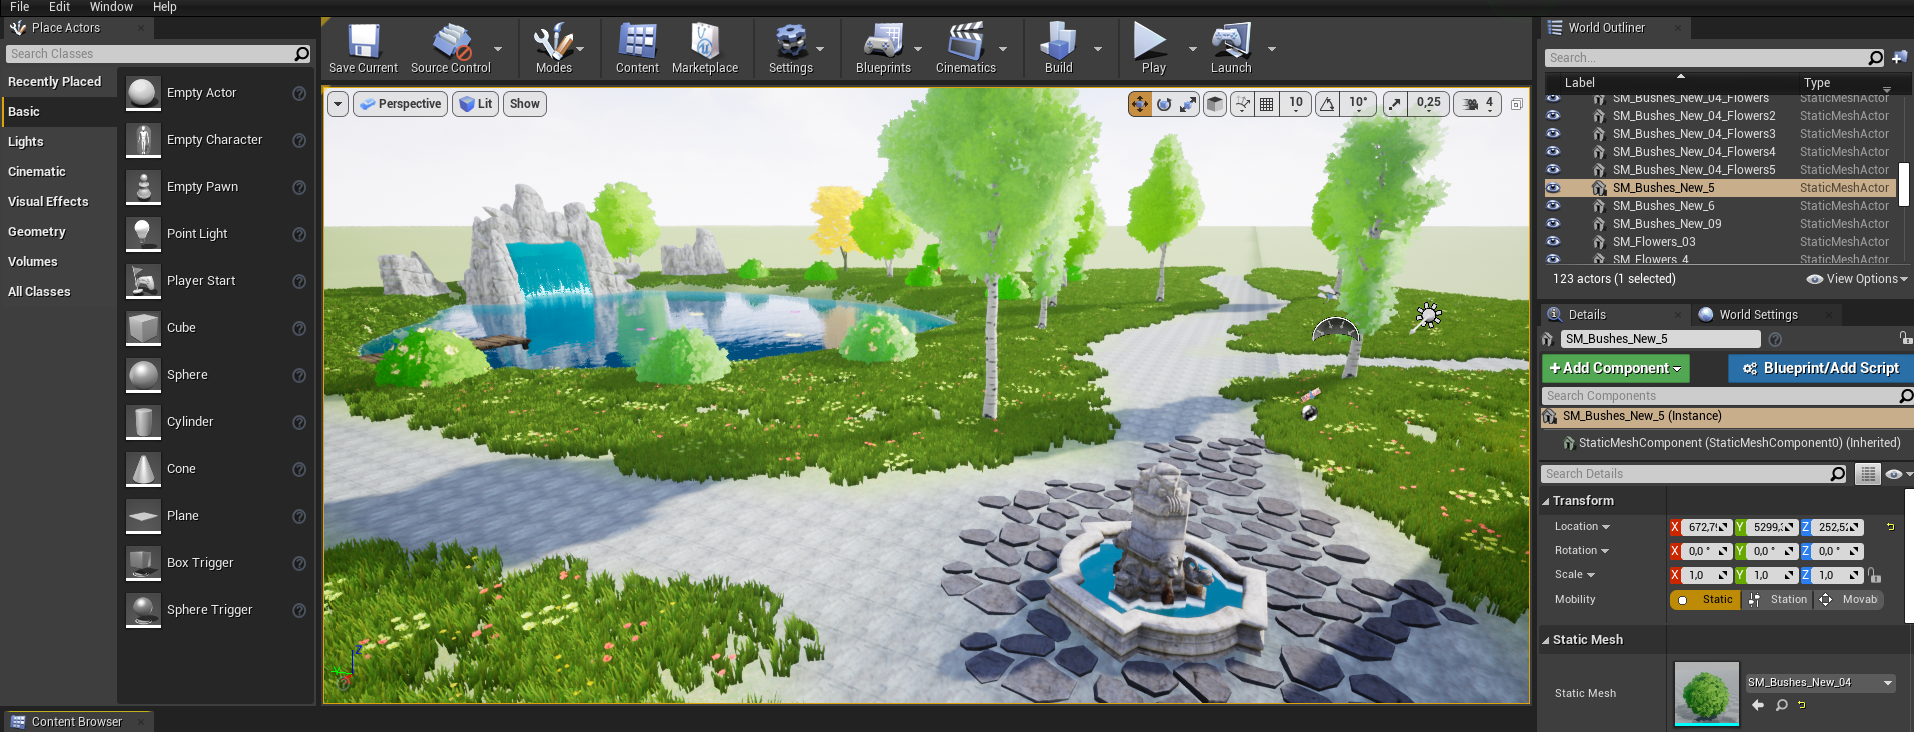 File Edit Window Help
Place Actors
Search Classes
Recently Placed
Basic
Lights
Cinematic
Visual Effects
Geometry
Volumes
All Classes
Empty Actor
Empty Character
Empty Pawn
Point Light
Player Start
Cube
Sphere
Cylinder
Cone
Plane
Box Trigger
Sphere Trigger
Content Browser
Save Current Source Control Modes Content Marketplace Settings Blueprints Cinematics Build Play Launch
Perspective Lit Show
10 10° 0,25 4
Z
World Outliner
Search...
Label Type
SM_Bushes_New_04_Flowers StaticMeshActor
SM_Bushes_New_04_Flowers2 StaticMeshActor
SM_Bushes_New_04_Flowers3 StaticMeshActor
SM_Bushes_New_04_Flowers4 StaticMeshActor
SM_Bushes_New_04_Flowers5 StaticMeshActor
SM_Bushes_New_5 StaticMeshActor
SM_Bushes_New_6 StaticMeshActor
SM_Bushes_New_09 StaticMeshActor
SM_Flowers_03 StaticMeshActor
SM_Flowers_4 StaticMeshActor
123 actors (1 selected) View Options
Details World Settings
SM_Bushes_New_5
+Add Component Blueprint/Add Script
Search Components
SM_Bushes_New_5 (Instance)
StaticMeshComponent (StaticMeshComponent0) (Inherited)
Search Details
Transform
Location X 672,7 Y 5299, Z 252,5
Rotation X 0,0 ° Y 0,0 ° Z 0,0 °
Scale X 1,0 Y 1,0 Z 1,0
Mobility Static Station Movab
Static Mesh
Static Mesh SM_Bushes_New_04